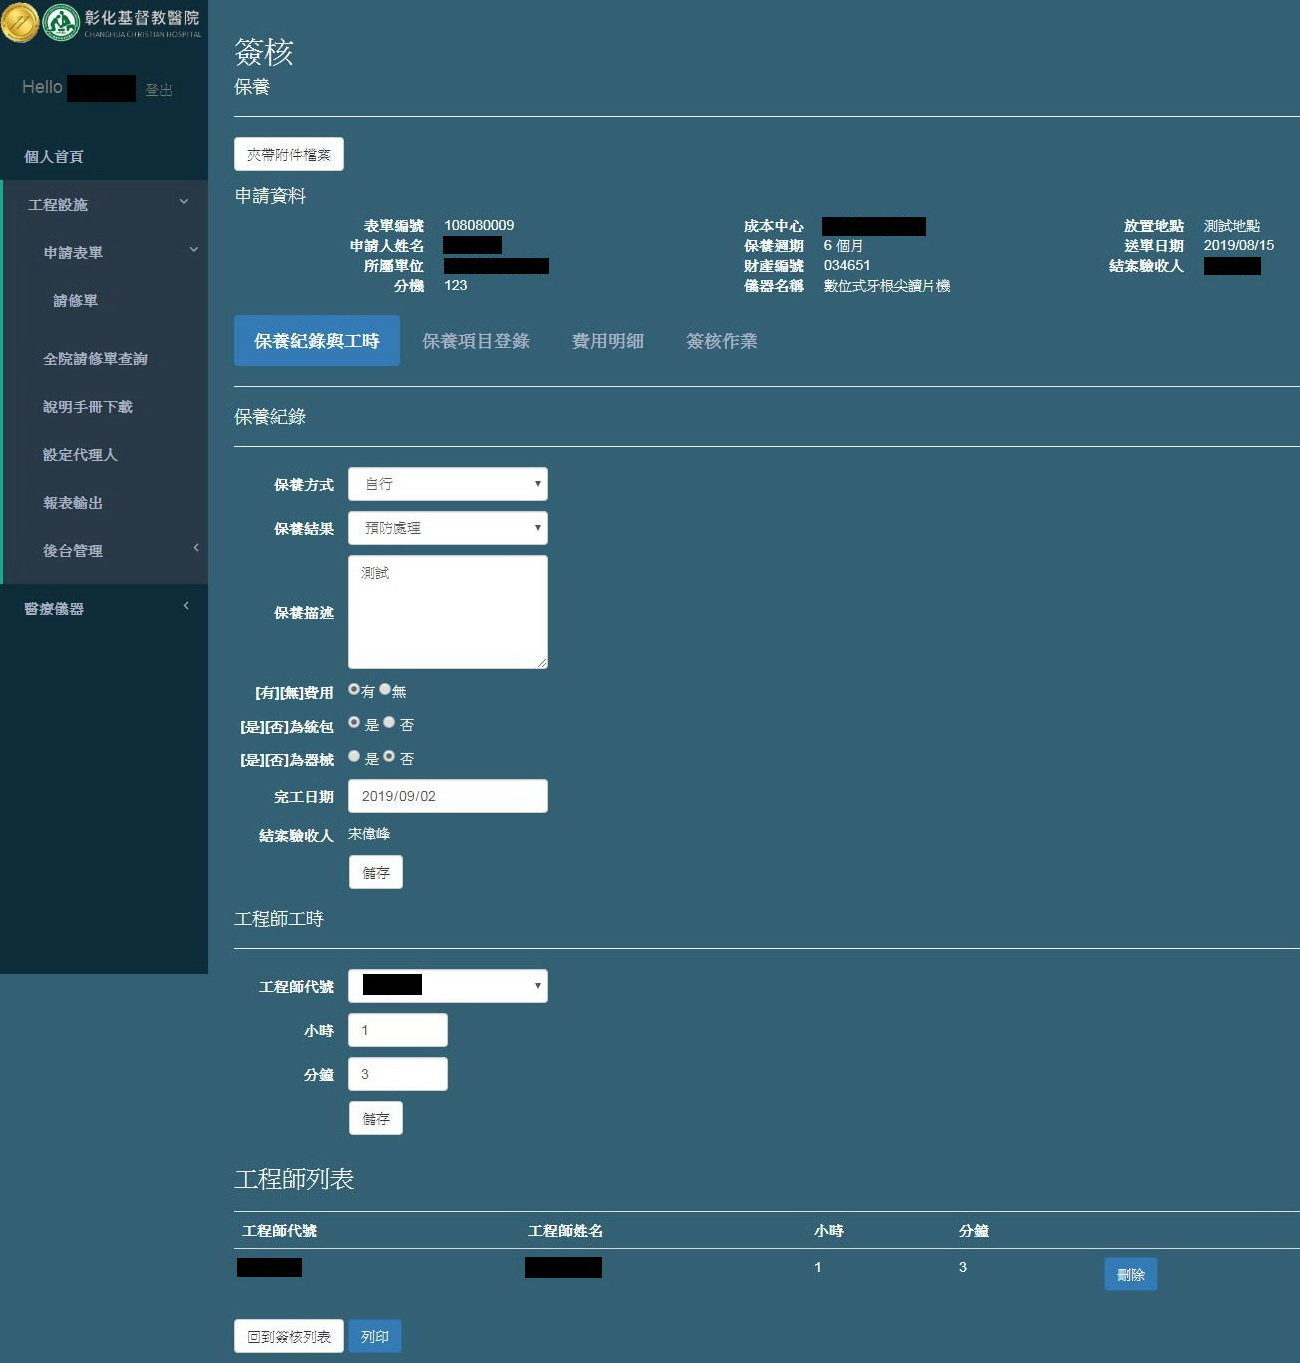 彰化基督教醫院
CHANGHUA CHRISTIAN HOSPITAL
Hello 登出
個人首頁
工程設施
申請表單
請修單
全院請修單查詢
說明手冊下載
設定代理人
報表輸出
後台管理
醫療儀器
簽核
保養
夾帶附件檔案
申請資料
表單編號 108080009 成本中心 放置地點 測試地點
申請人姓名 保養週期 6 個月 送單日期 2019/08/15
所屬單位 財產編號 034651 結案驗收人
分機 123 儀器名稱 數位式牙根尖讀片機
保養紀錄與工時 保養項目登錄 費用明細 簽核作業
保養紀錄
保養方式 自行
保養結果 預防處理
保養描述 測試
[有][無]費用 有 無
[是][否]為統包 是 否
[是][否]為器械 是 否
完工日期 2019/09/02
結案驗收人 宋偉峰
儲存
工程師工時
工程師代號
小時 1
分鐘 3
儲存
工程師列表
工程師代號 工程師姓名 小時 分鐘
1 3 刪除
回到簽核列表 列印